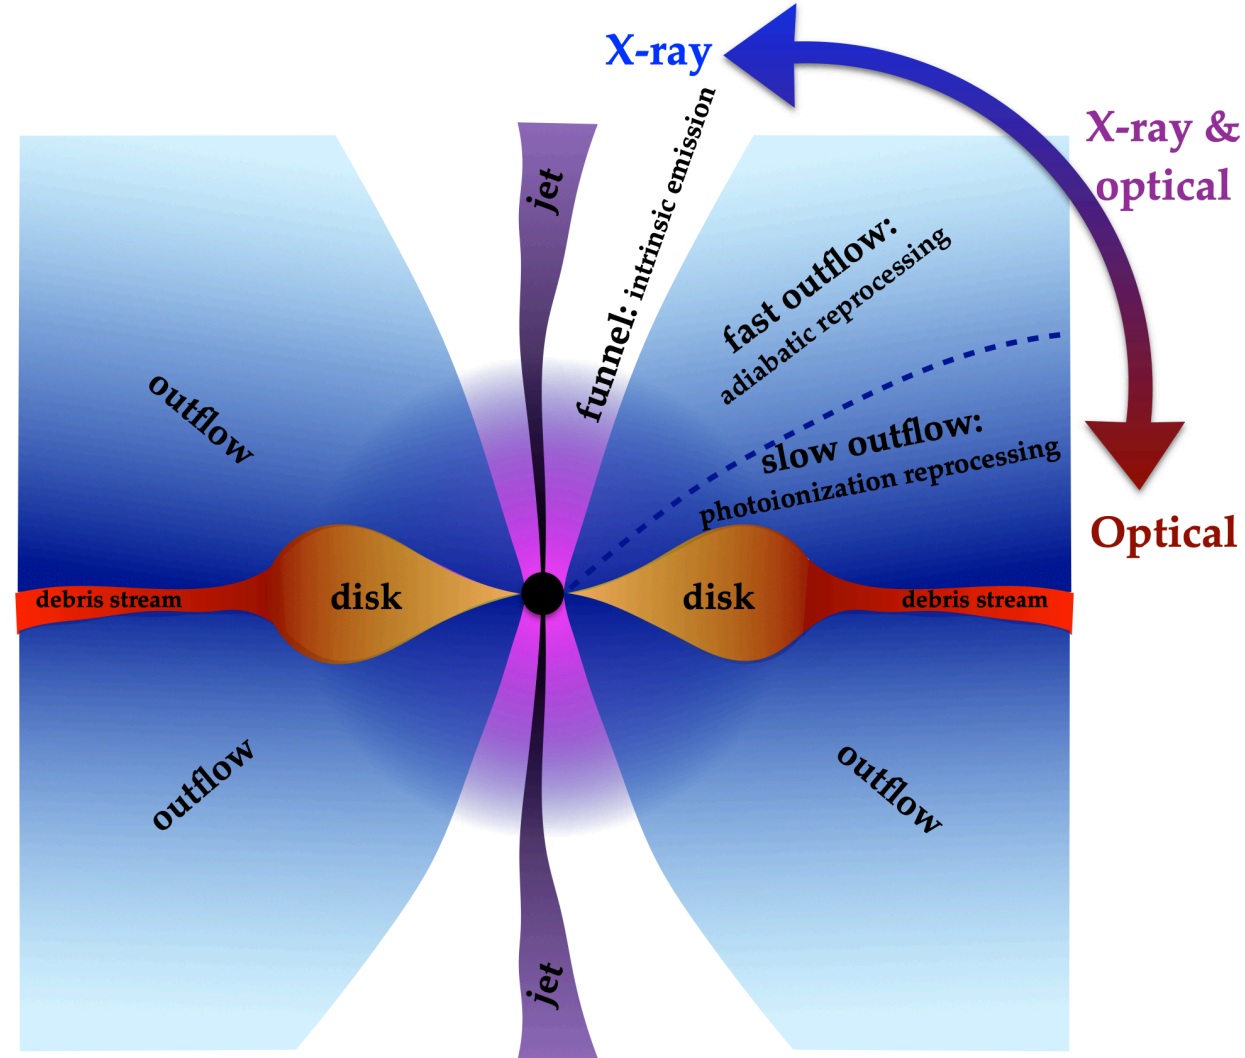 X-ray
X-ray &
optical
jet
funnel: intrinsic emission
fast outflow:
adiabatic reprocessing
outflow
slow outflow:
photoionization reprocessing
Optical
debris stream
disk
disk
debris stream
outflow
outflow
jet